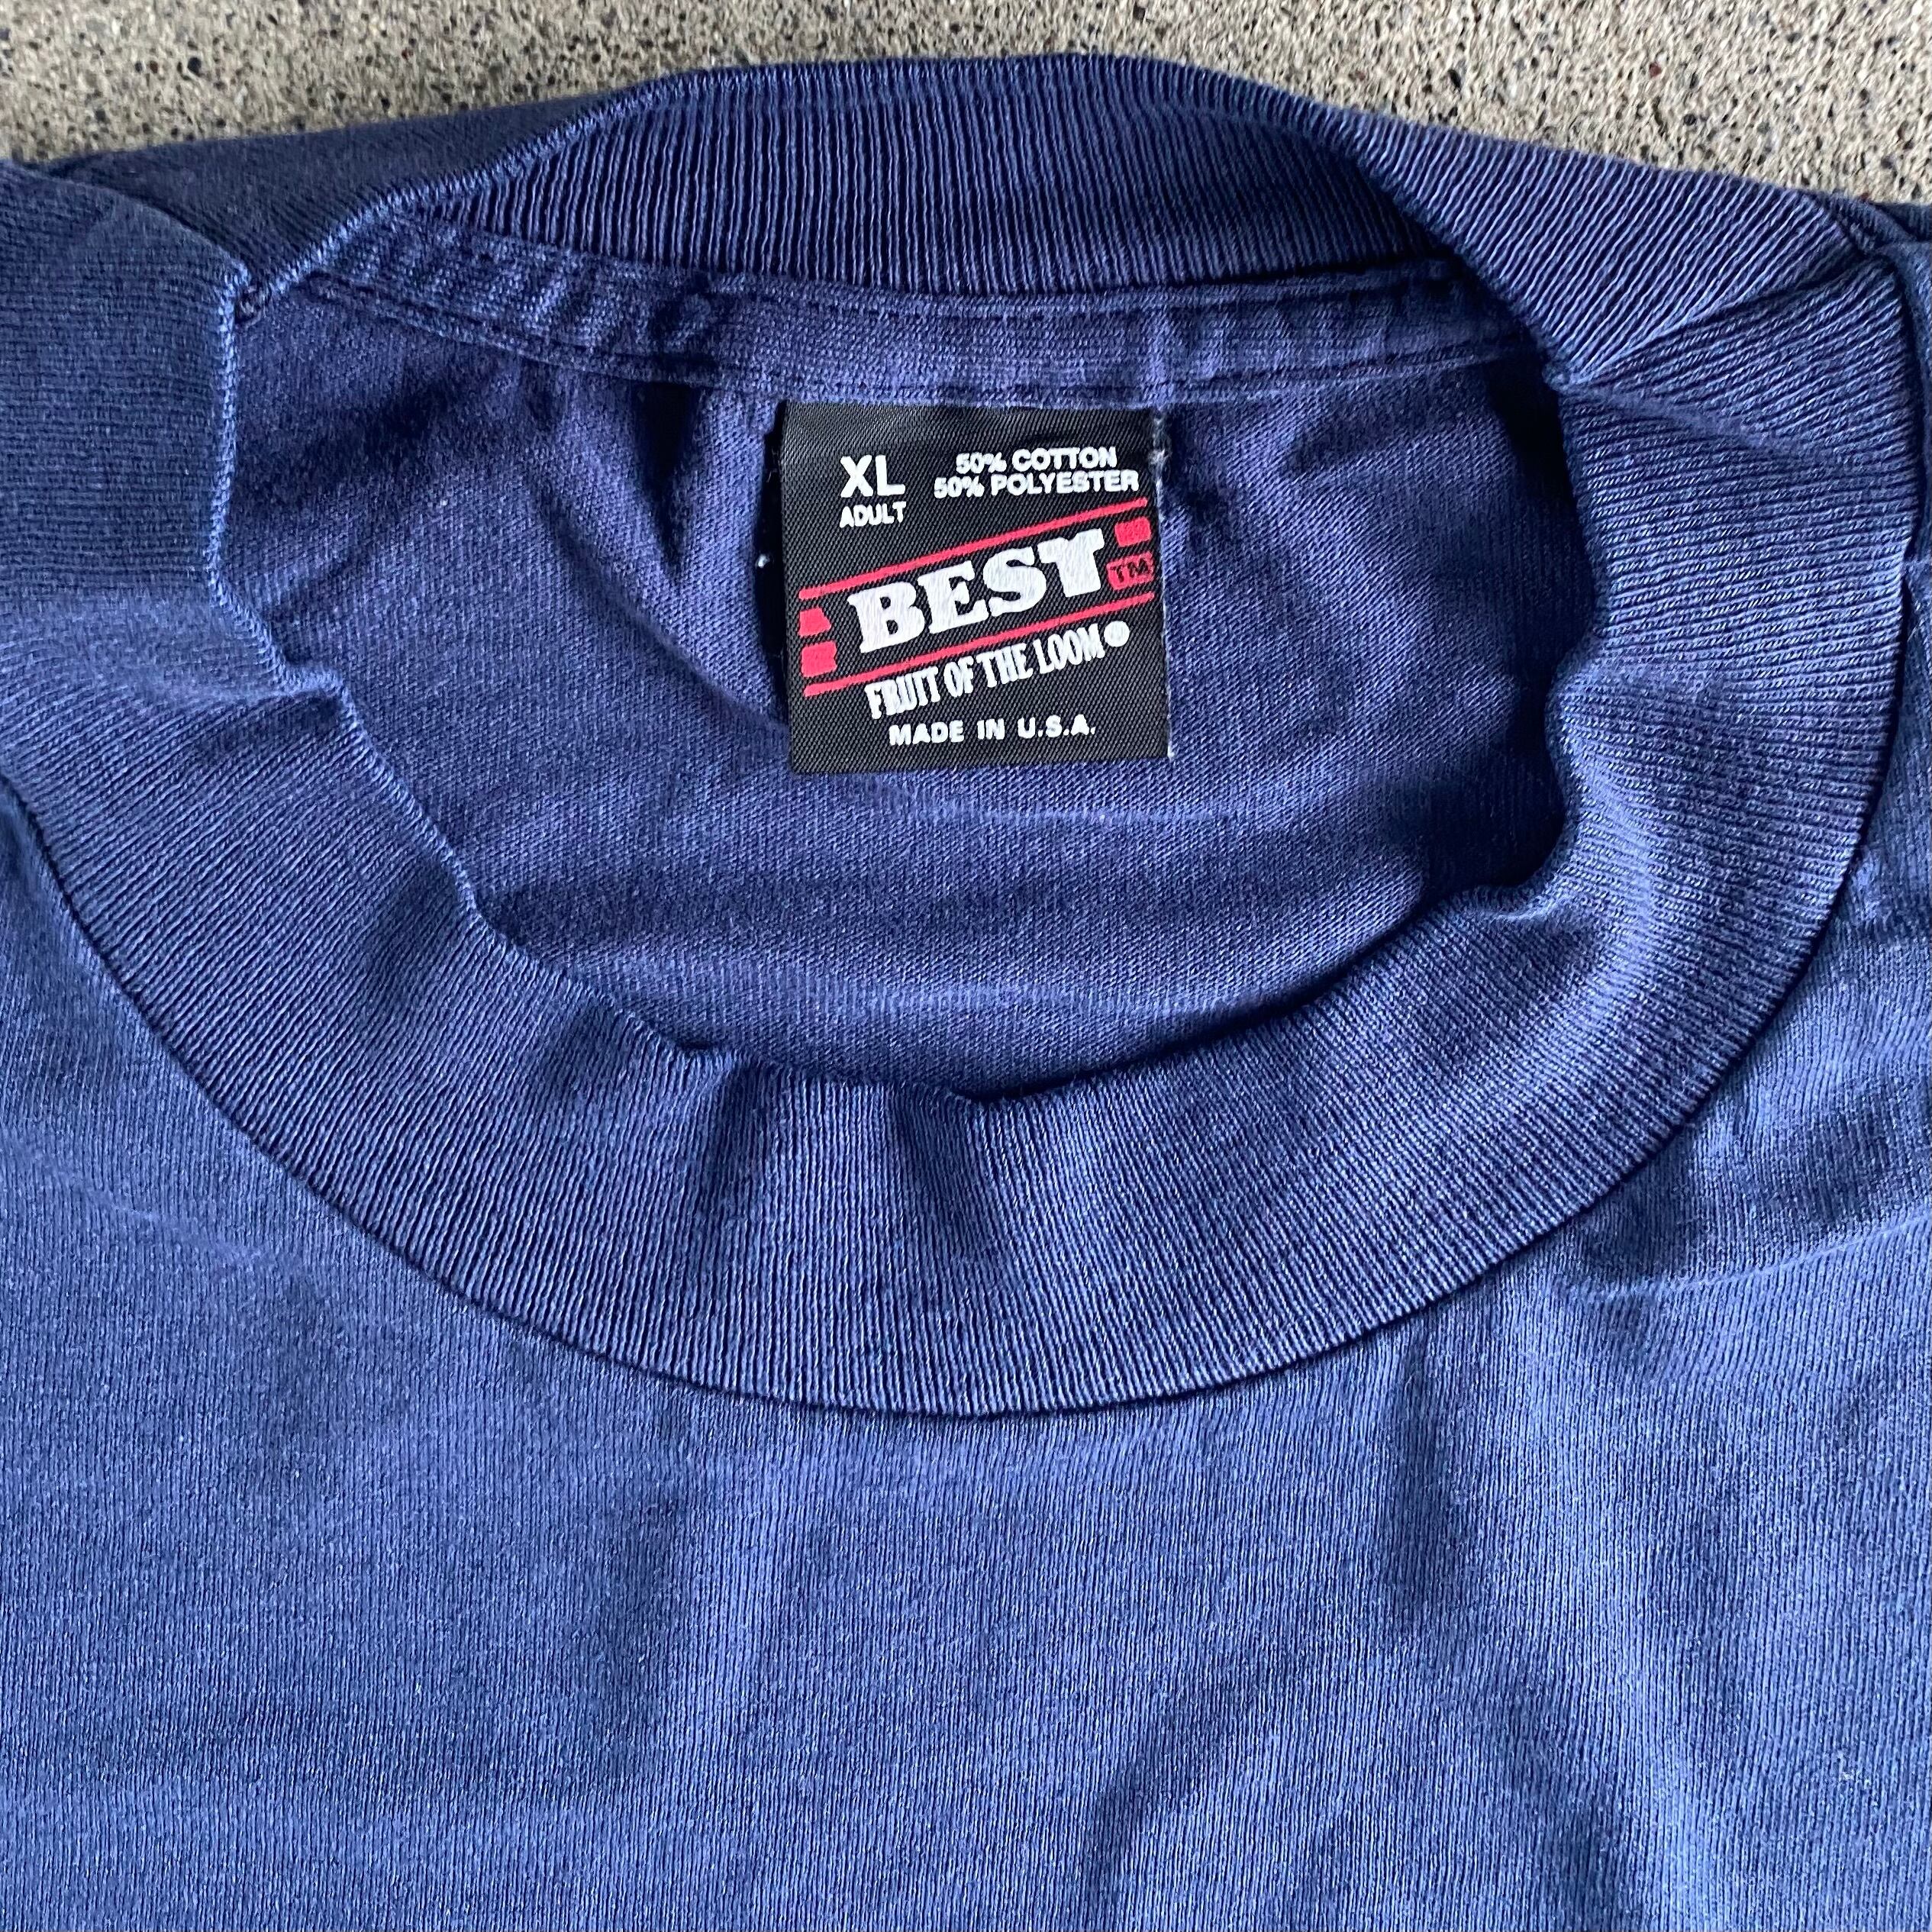 XL
ADULT
50% COTTON
50% POLYESTER
BEST TM
FRUIT OF THE LOOM
MADE IN U.S.A.